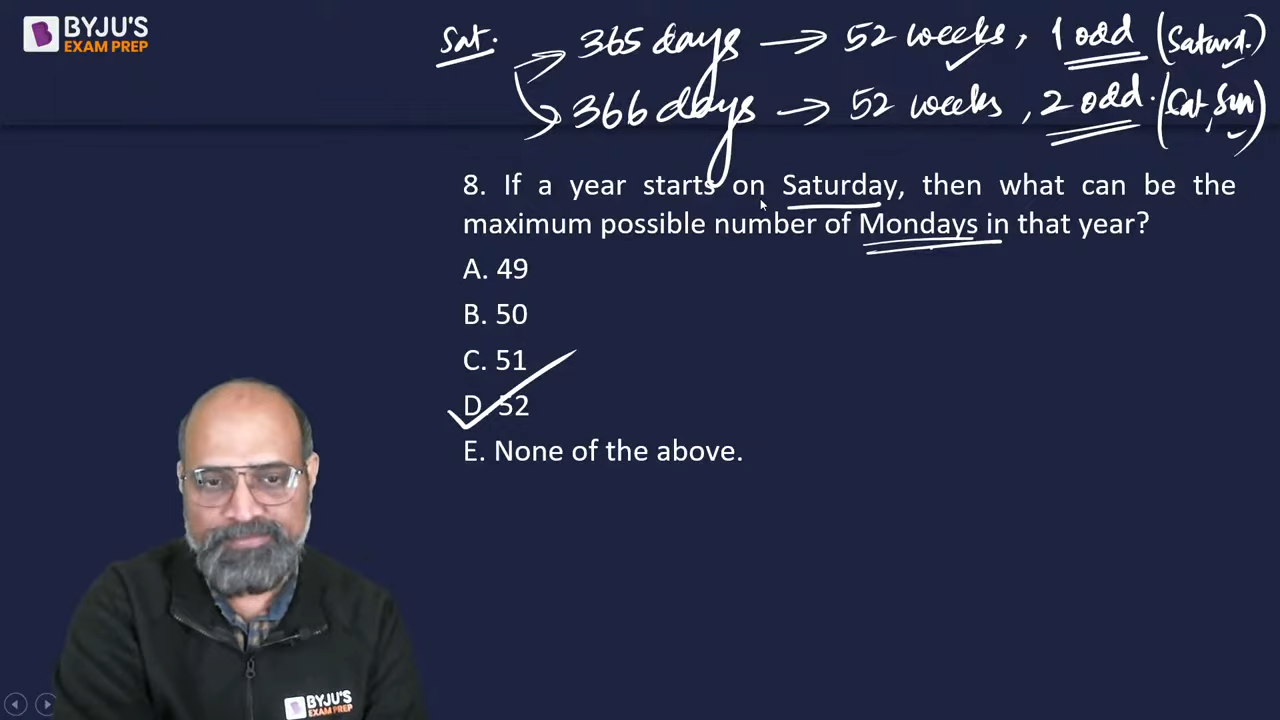 BYJU'S
EXAM PREP
Sat. 365 days → 52 weeks, 1 odd (Saturd.)
366 days → 52 weeks, 2 odd. (Sat, Sun)
8. If a year starts on Saturday, then what can be the
maximum possible number of Mondays in that year?
A. 49
B. 50
C. 51
D. 52
E. None of the above.
BYJU'S
EXAM PREP